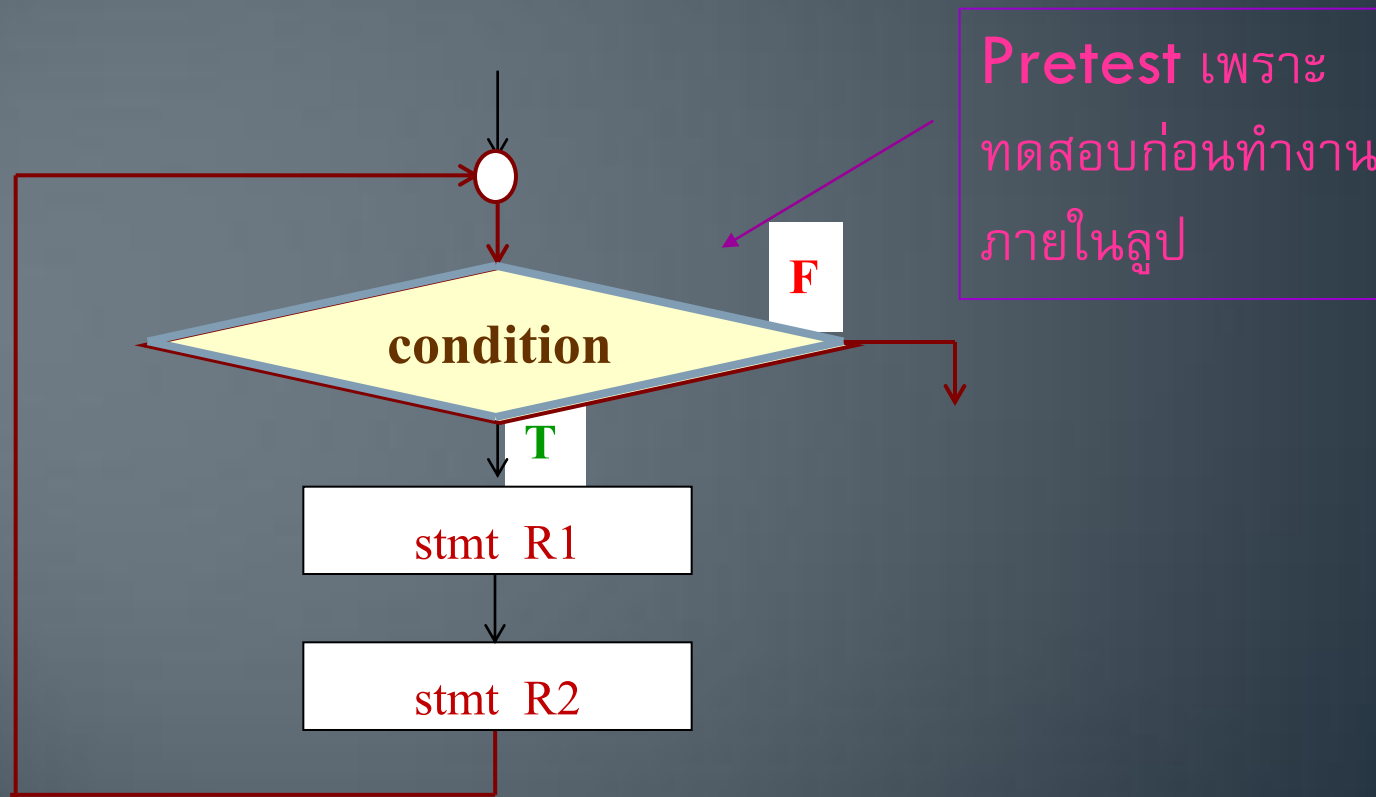 Pretest เพราะ
ทดสอบก่อนทำงาน
ภายในลูป
F
condition
T
stmt R1
stmt R2